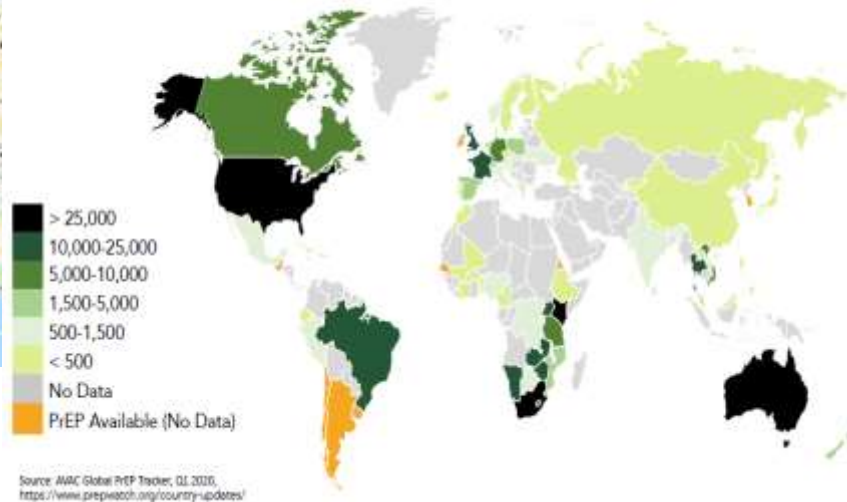 > 25,000
10,000-25,000
5,000-10,000
1,500-5,000
500-1,500
< 500
No Data
PrEP Available (No Data)
Source: AVAC Global PrEP Tracker, Q1 2020,
https://www.prepwatch.org/country-updates/